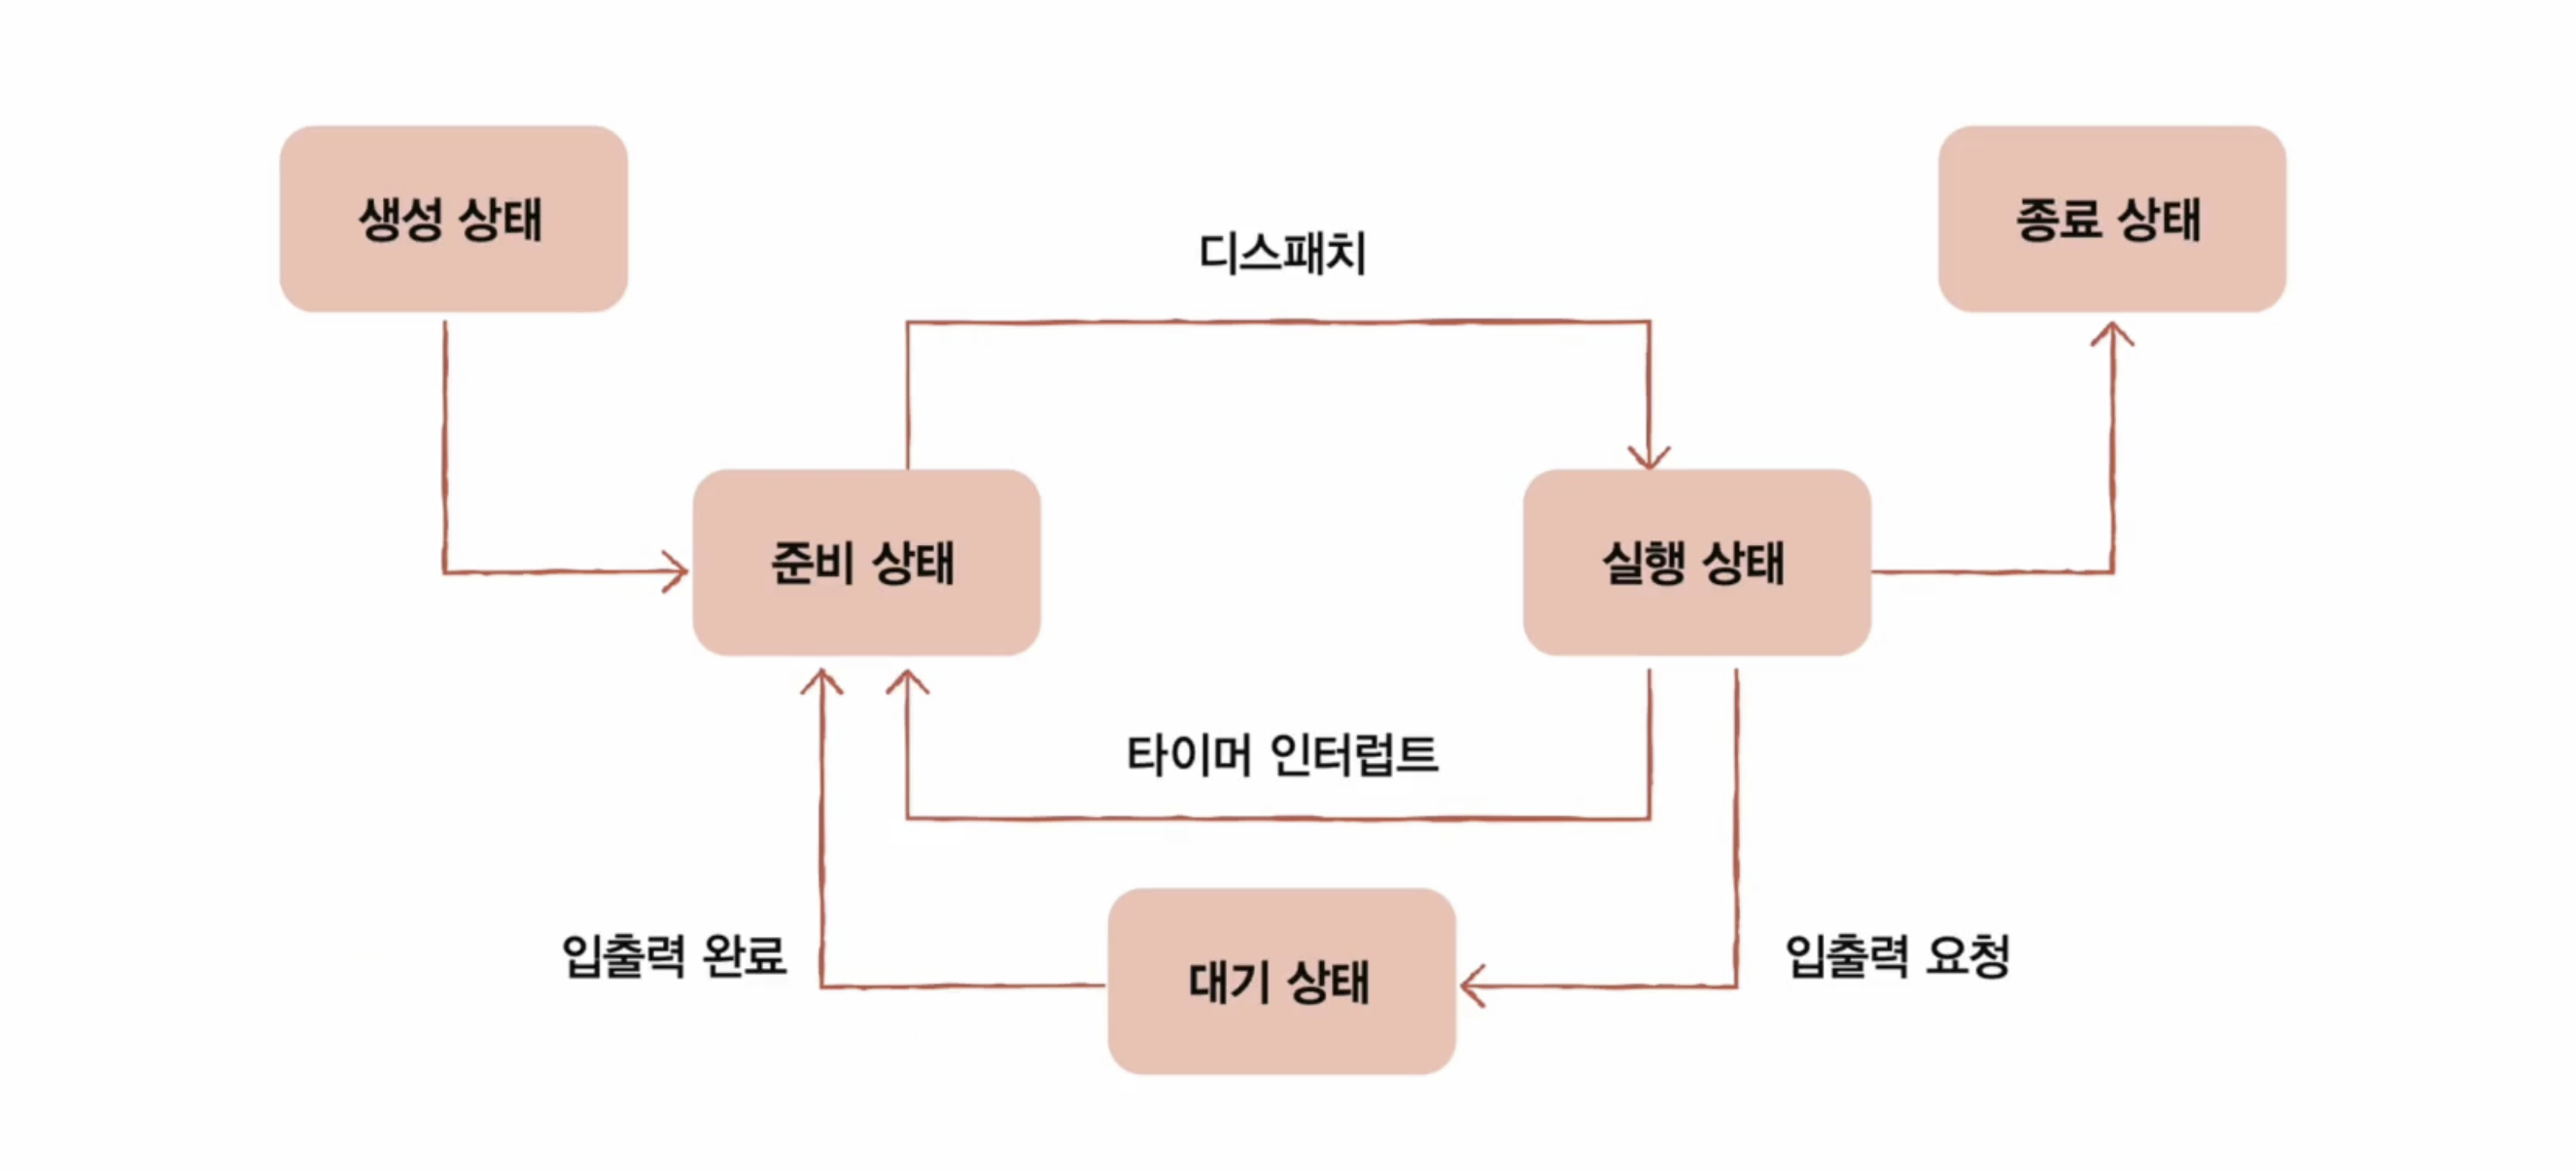 생성 상태
종료 상태
디스패치
준비 상태
실행 상태
타이머 인터럽트
입출력 완료
대기 상태
입출력 요청